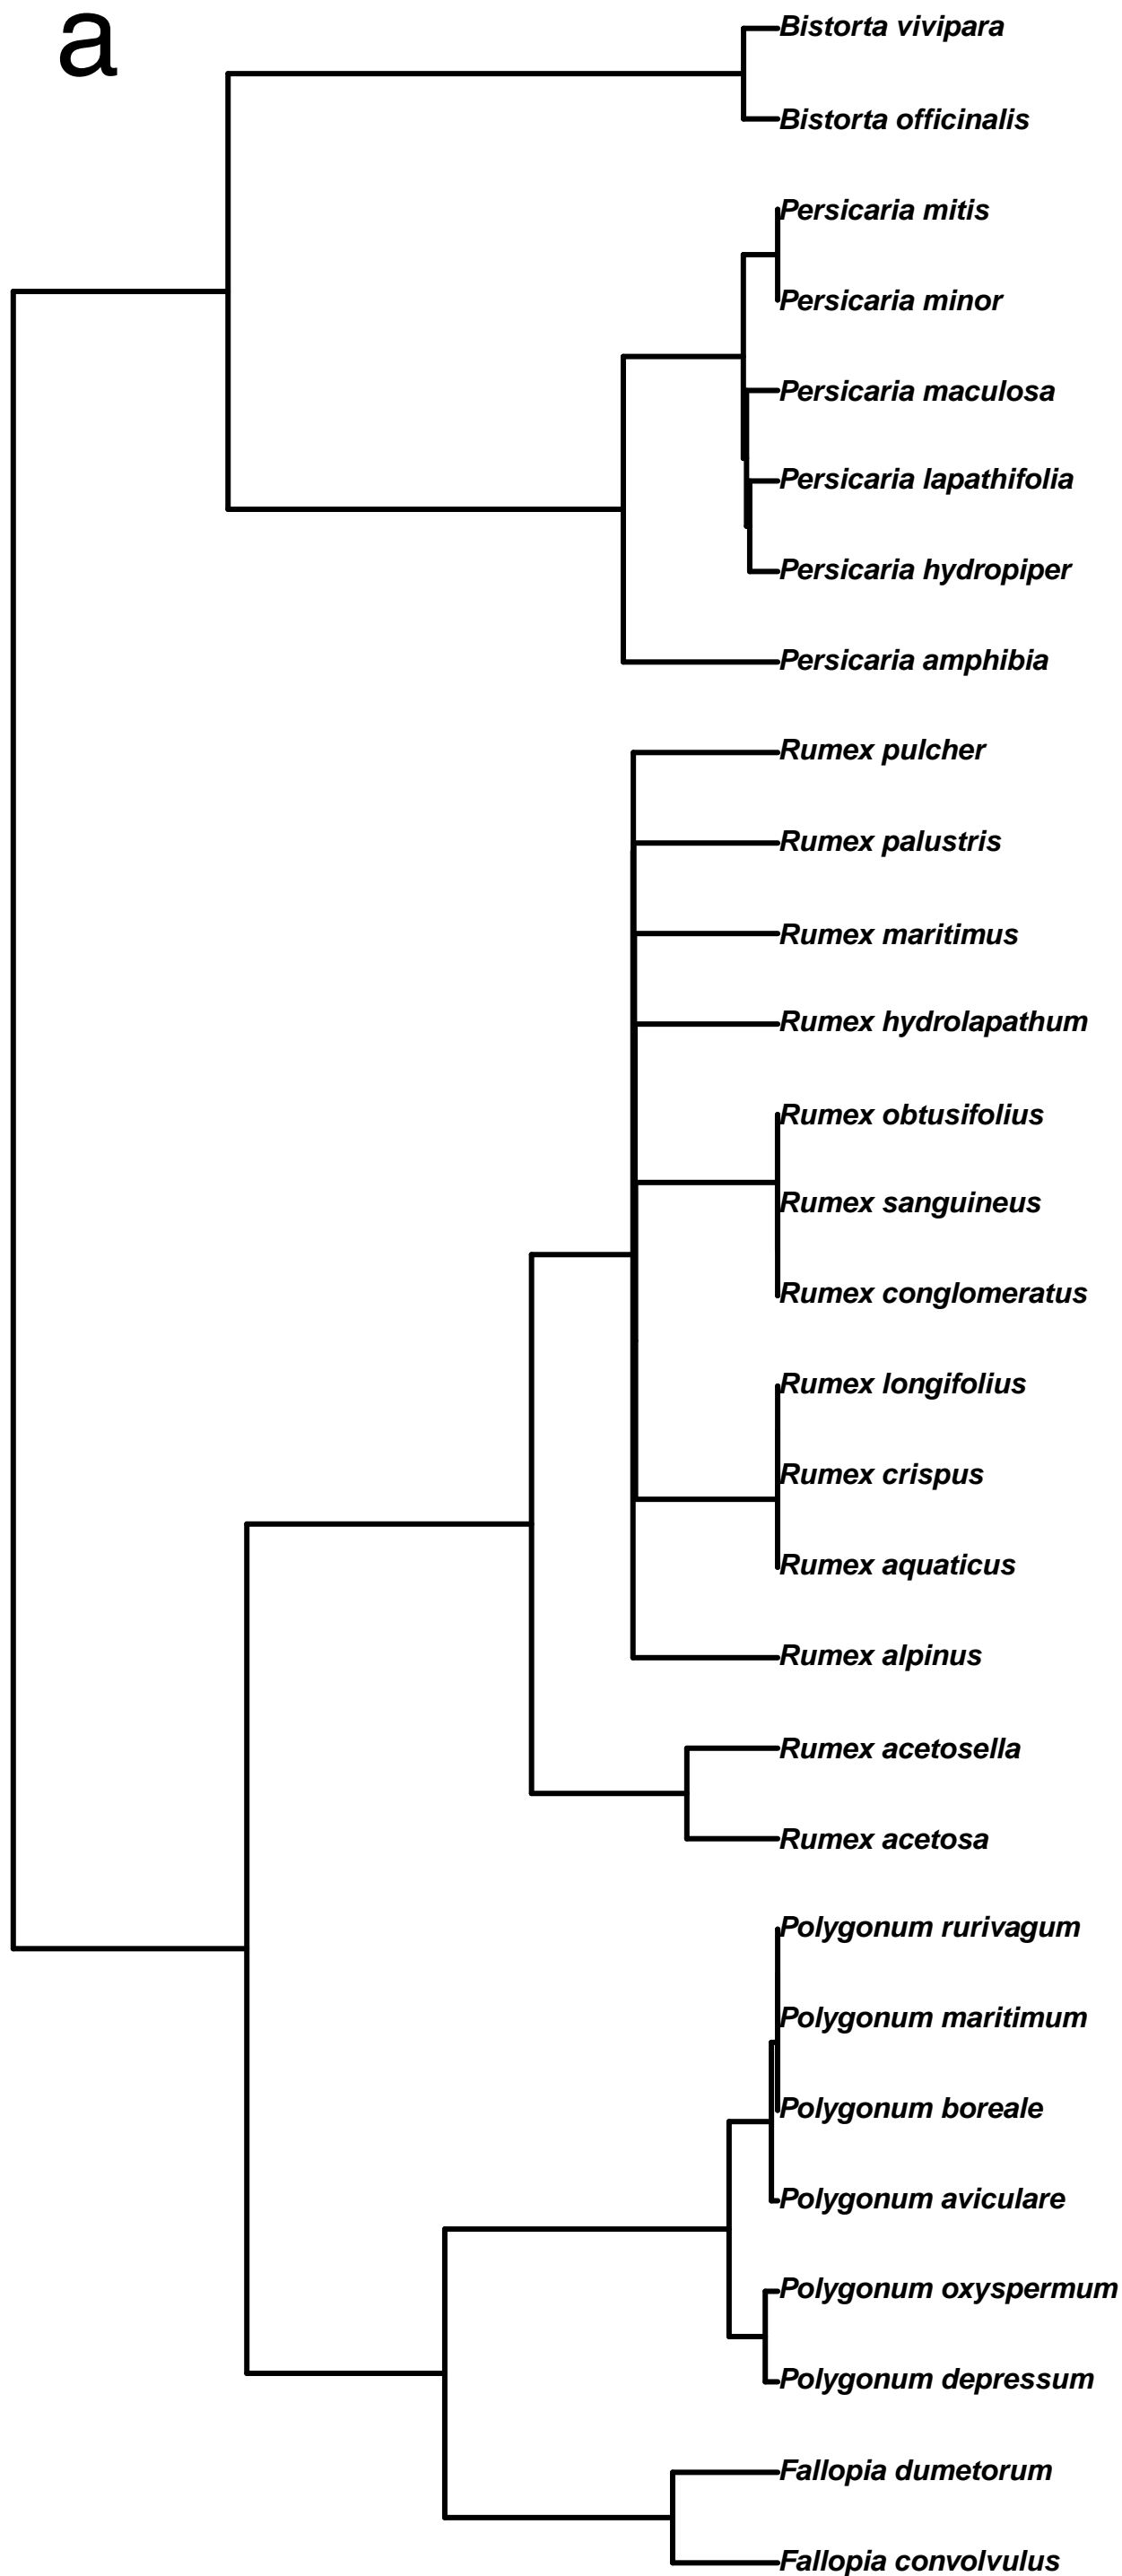 a
Bistorta vivipara
Bistorta officinalis
Persicaria mitis
Persicaria minor
Persicaria maculosa
Persicaria lapathifolia
Persicaria hydropiper
Persicaria amphibia
Rumex pulcher
Rumex palustris
Rumex maritimus
Rumex hydrolapathum
Rumex obtusifolius
Rumex sanguineus
Rumex conglomeratus
Rumex longifolius
Rumex crispus
Rumex aquaticus
Rumex alpinus
Rumex acetosella
Rumex acetosa
Polygonum rurivagum
Polygonum maritimum
Polygonum boreale
Polygonum aviculare
Polygonum oxyspermum
Polygonum depressum
Fallopia dumetorum
Fallopia convolvulus